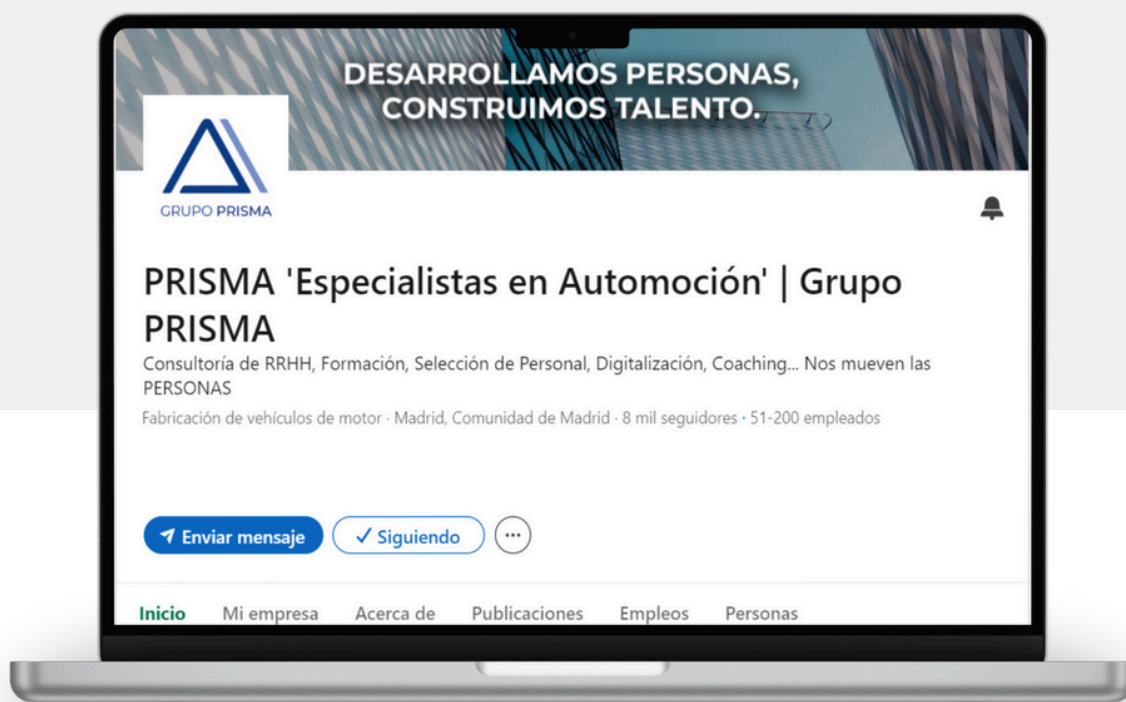 DESARROLLAMOS PERSONAS,
CONSTRUIMOS TALENTO.
GRUPO PRISMA
PRISMA 'Especialistas en Automoción' | Grupo
PRISMA
Consultoría de RRHH, Formación, Selección de Personal, Digitalización, Coaching... Nos mueven las
PERSONAS
Fabricación de vehículos de motor · Madrid, Comunidad de Madrid · 8 mil seguidores · 51-200 empleados
Enviar mensaje Siguiendo
Inicio Mi empresa Acerca de Publicaciones Empleos Personas